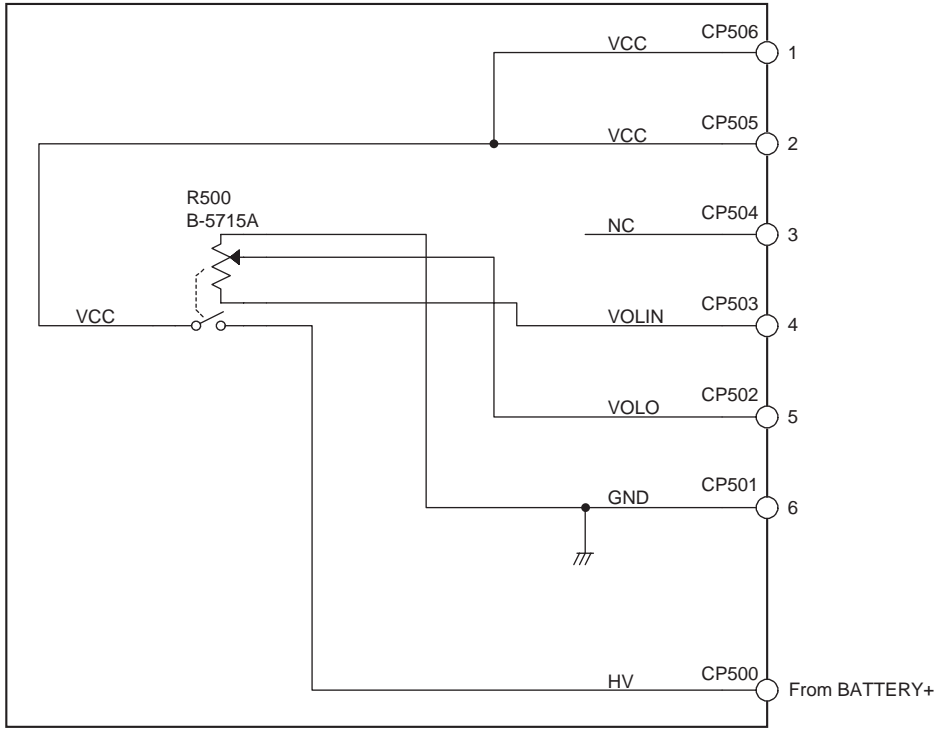 CP506
VCC
1
CP505
VCC
2
R500
B-5715A
CP504
NC
3
CP503
VCC
VOLIN
4
CP502
VOLO
5
CP501
GND
6
CP500
HV
From BATTERY+